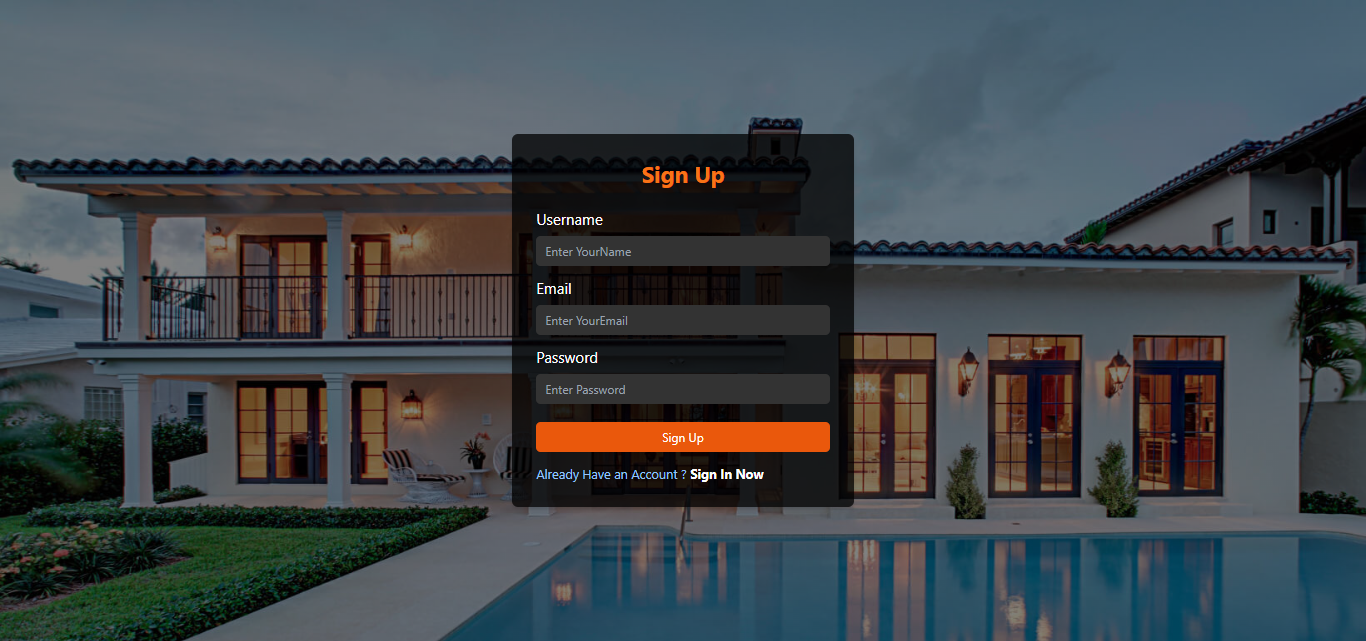 Sign Up
Username
Enter YourName
Email
Enter YourEmail
Password
Enter Password
Sign Up
Already Have an Account ? Sign In Now